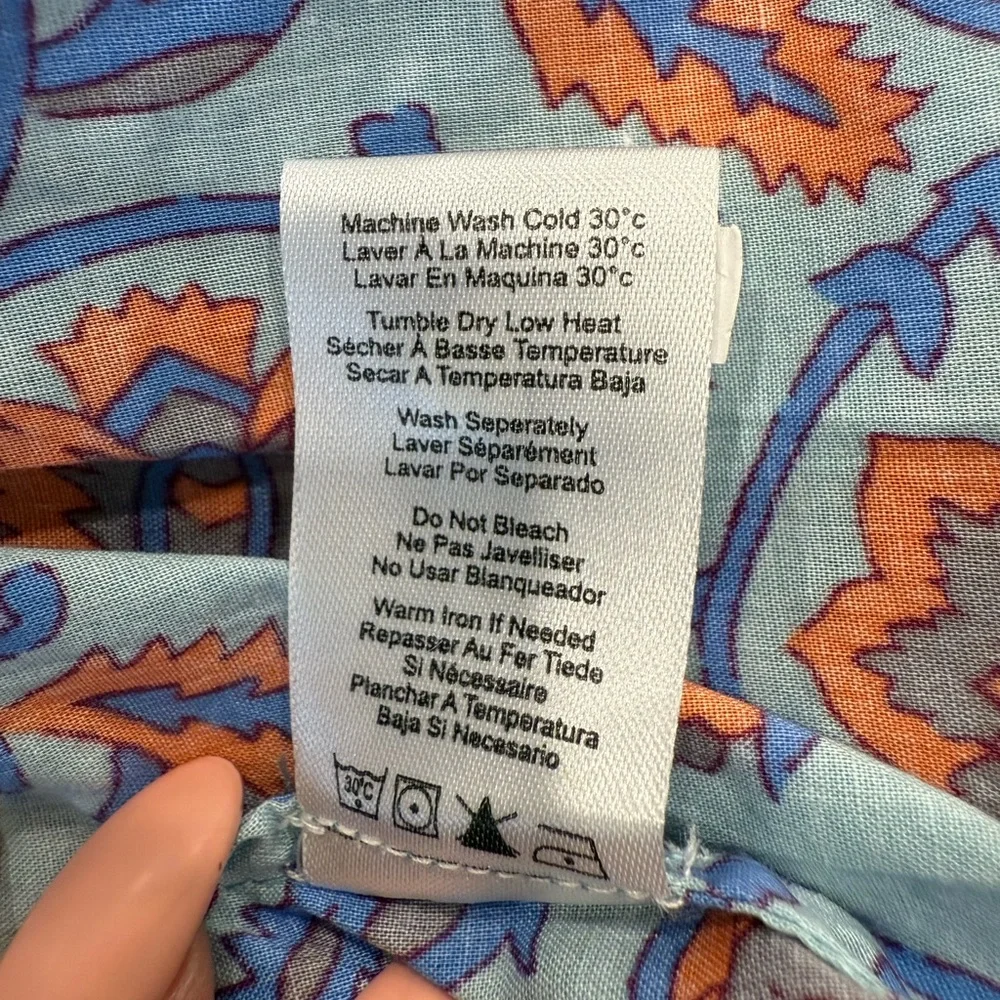 Machine Wash Cold 30°c
Laver À La Machine 30°c
Lavar En Maquina 30°c
Tumble Dry Low Heat
Sécher À Basse Temperature
Secar A Temperatura Baja
Wash Seperately
Laver Séparément
Lavar Por Separado
Do Not Bleach
Ne Pas Javelliser
No Usar Blanqueador
Warm Iron If Needed
Repasser Au Fer Tiede
Si Nécessaire
Planchar A Temperatura
Baja Si Necesario
30°C